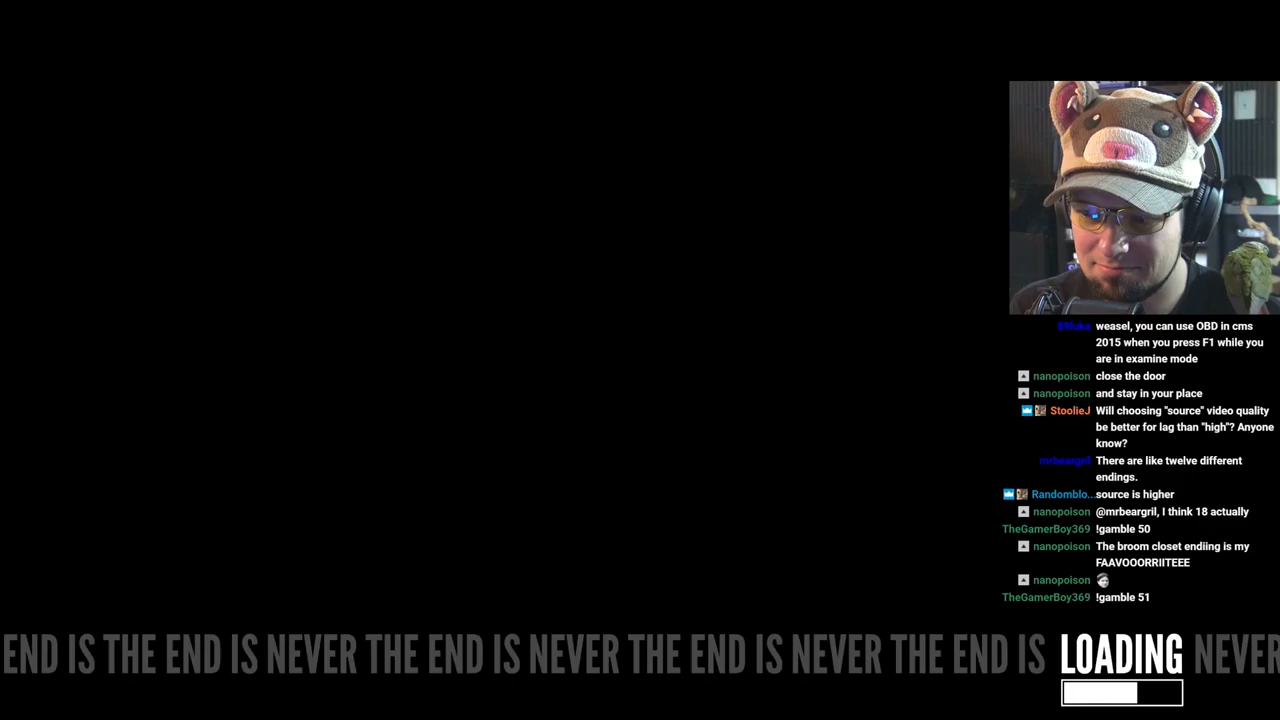 89fuka weasel, you can use OBD in cms
2015 when you press F1 while you
are in examine mode
nanopoison close the door
nanopoison and stay in your place
StoolieJ Will choosing "source" video quality
be better for lag than "high"? Anyone
know?
mrbeargril There are like twelve different
endings.
Randomblo... source is higher
nanopoison @mrbeargril, I think 18 actually
TheGamerBoy369 !gamble 50
nanopoison The broom closet endiing is my
FAAVOOORRIITEEE
nanopoison
TheGamerBoy369 !gamble 51
END IS THE END IS NEVER THE END IS NEVER THE END IS NEVER THE END IS LOADING NEVER